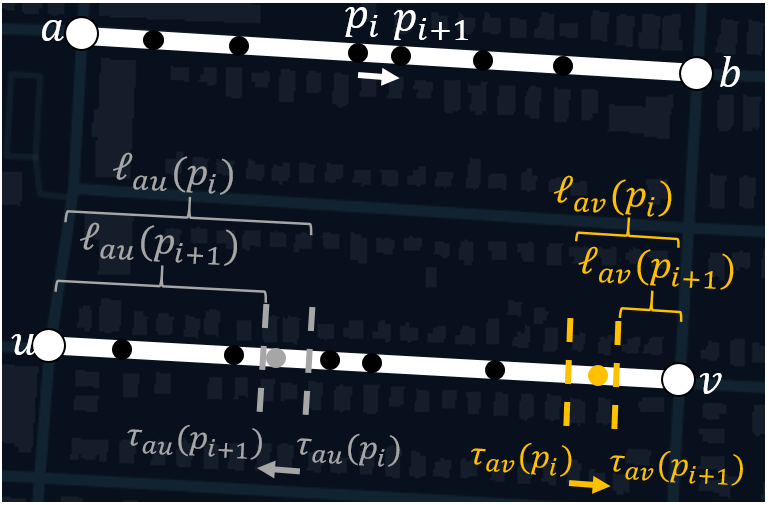 a p_i p_{i+1} b
ℓ_{au}(p_i) ℓ_{av}(p_i)
ℓ_{au}(p_{i+1}) ℓ_{av}(p_{i+1})
u v
τ_{au}(p_{i+1}) τ_{au}(p_i) τ_{av}(p_i) τ_{av}(p_{i+1})